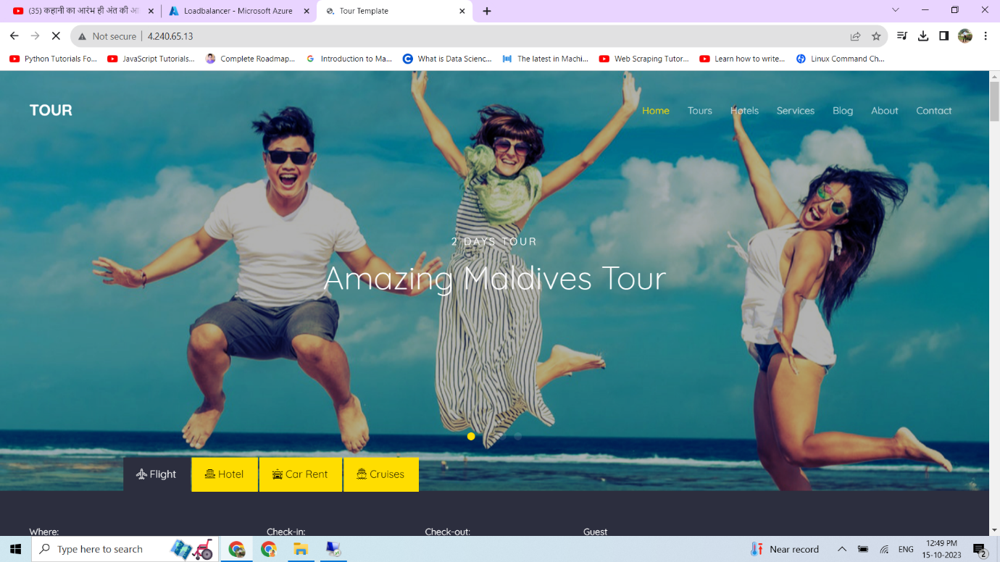 (35) कहानी का आरंभ ही अंत की
Loadbalancer - Microsoft Azure
Tour Template
Not secure
4.240.65.13
Python Tutorials Fo...
JavaScript Tutorials...
Complete Roadmap...
Introduction to Ma...
What is Data Scienc...
The latest in Machi...
Web Scraping Tutor...
Learn how to write...
Linux Command Ch...
TOUR
Home
Tours
Hotels
Services
Blog
About
Contact
2 DAYS TOUR
Amazing Maldives Tour
Flight
Hotel
Car Rent
Cruises
Where:
Check-in:
Check-out:
Guest
Type here to search
Near record
ENG
12:49 PM
15-10-2023
2